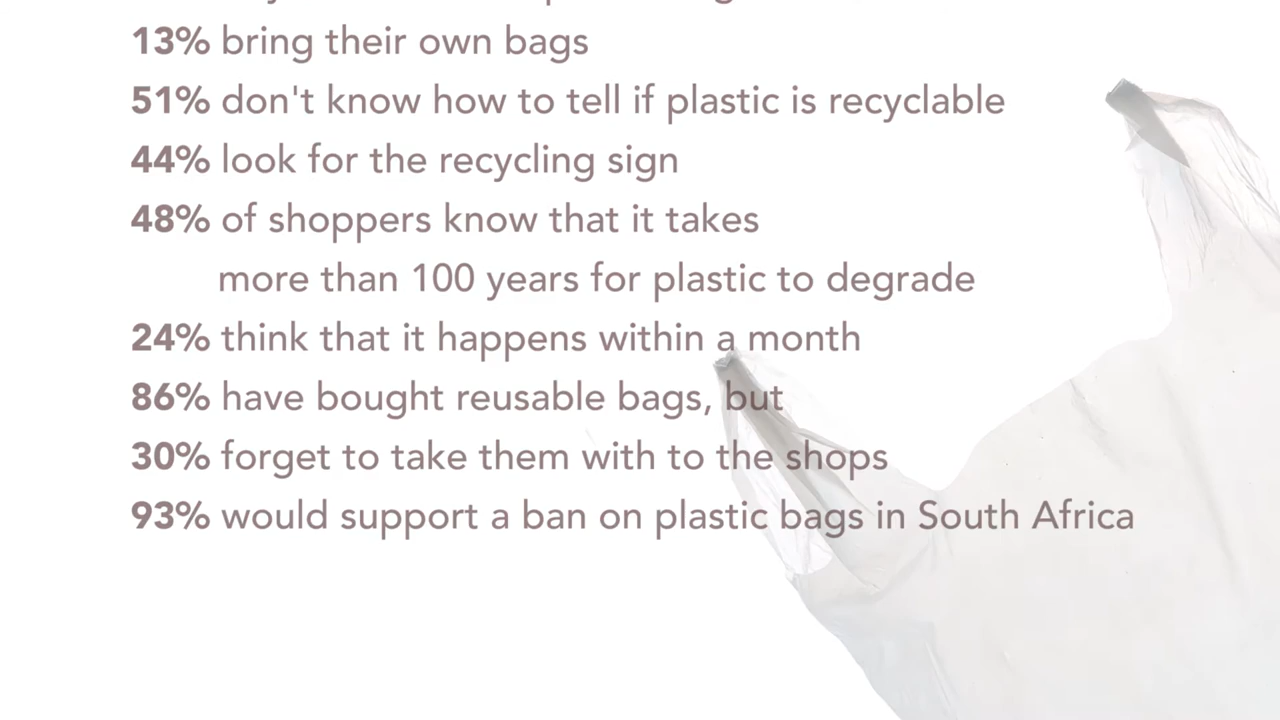 13% bring their own bags
51% don't know how to tell if plastic is recyclable
44% look for the recycling sign
48% of shoppers know that it takes
more than 100 years for plastic to degrade
24% think that it happens within a month
86% have bought reusable bags, but
30% forget to take them with to the shops
93% would support a ban on plastic bags in South Africa